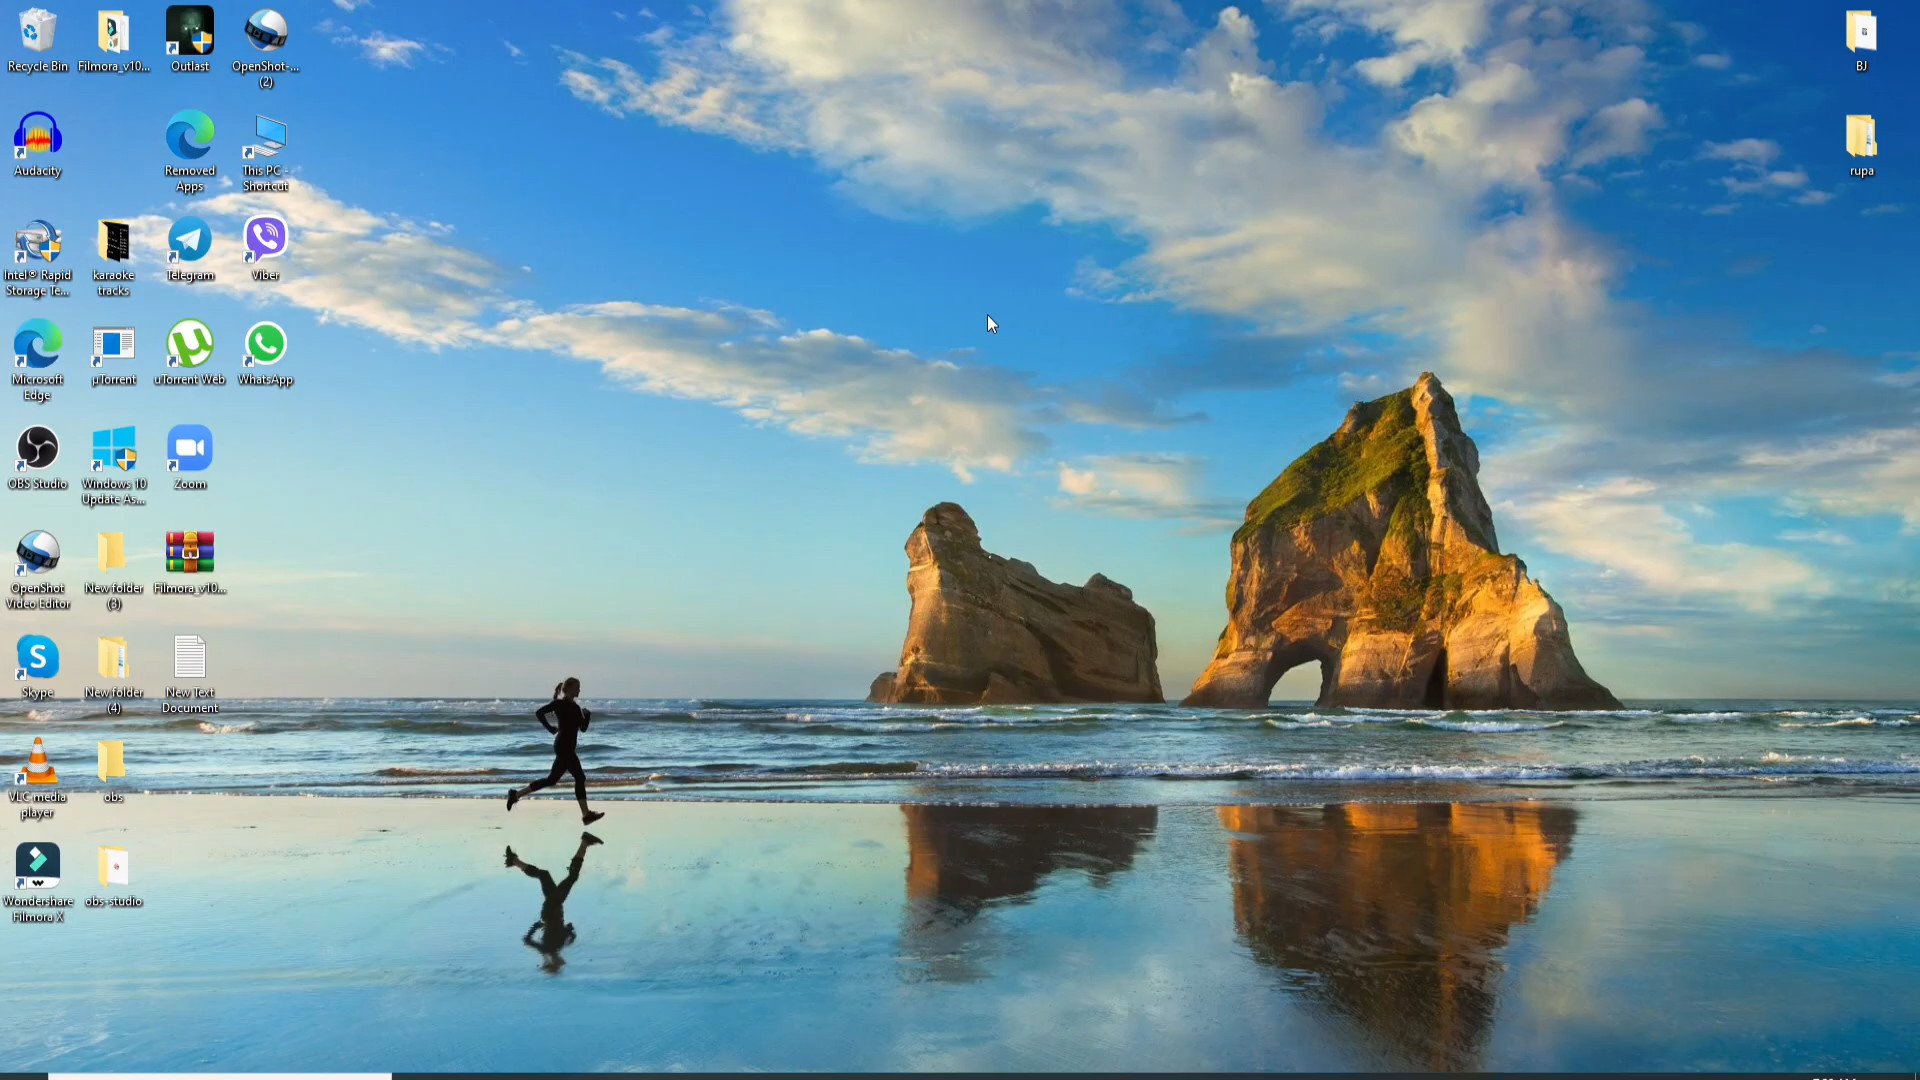 Recycle Bin
Filmora_v10...
Outlast
OpenShot-...
(2)
BJ
Audacity
Removed
Apps
This PC -
Shortcut
rupa
Intel® Rapid
Storage Te...
karaoke
tracks
Telegram
Viber
Microsoft
Edge
µTorrent
uTorrent Web
WhatsApp
OBS Studio
Windows 10
Update As...
Zoom
OpenShot
Video Editor
New folder
(3)
Filmora_v10...
Skype
New folder
(4)
New Text
Document
VLC media
player
obs
Wondershare
Filmora X
obs-studio